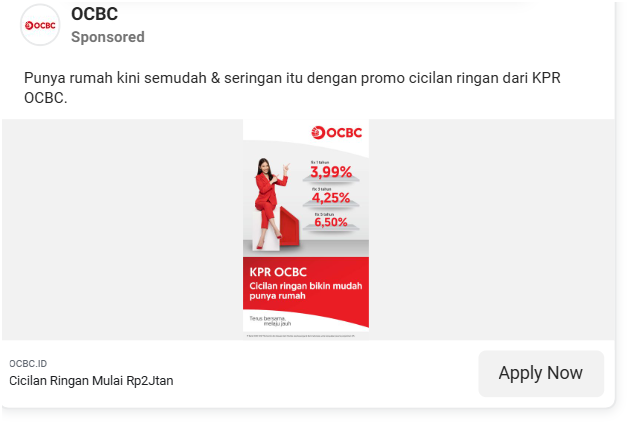 OCBC
OCBC
Sponsored
Punya rumah kini semudah & seringan itu dengan promo cicilan ringan dari KPR
OCBC.
OCBC
Fix 1 tahun
3,99%
Fix 3 tahun
4,25%
Fix 5 tahun
6,50%
KPR OCBC
Cicilan ringan bikin mudah
punya rumah
Terus bersama,
melaju jauh
OCBC.ID
Cicilan Ringan Mulai Rp2Jtan
Apply Now